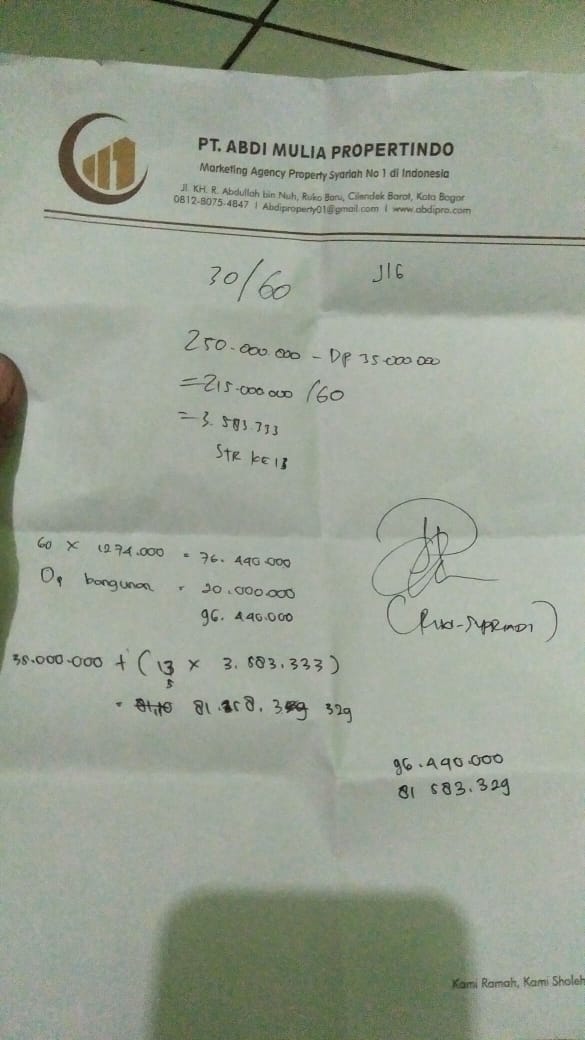 PT. ABDI MULIA PROPERTINDO
Marketing Agency Property Syariah No 1 di Indonesia
Jl. KH. R. Abdullah bin Nuh, Ruko Baru, Cilendek Barat, Kota Bogor
0812-8075-4847 | Abdiproperty01@gmail.com | www.abdipro.com
30/60 J16
250.000.000 - DP 35.000.000
= 215.000.000 /60
= 3.583.333
STR KE 13
60 X 1274.000 = 76.440.000
Dp bangunan = 20.000.000
96.440.000
35.000.000 + (13 x 3.583.333)
81. 8. 329
96.440.000
81 583.329
Kami Ramah, Kami Sholeh